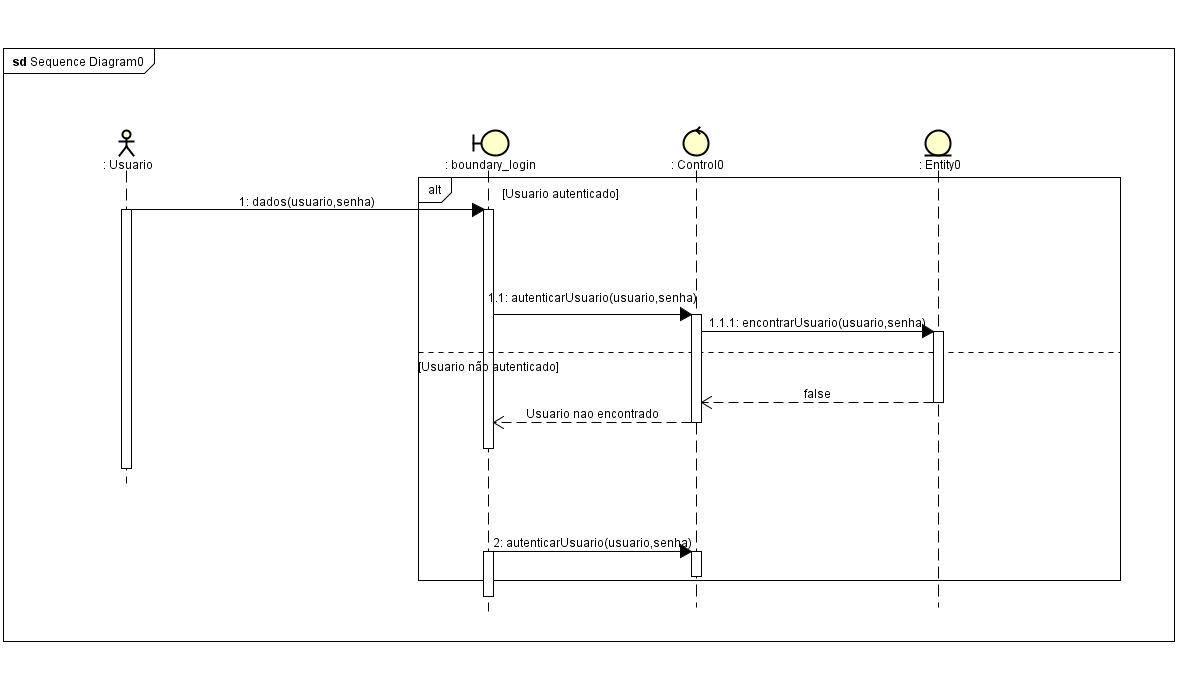 sd Sequence Diagram0
: Usuario
: boundary_login
: Control0
: Entity0
alt
[Usuario autenticado]
1: dados(usuario,senha)
1.1: autenticarUsuario(usuario,senha)
1.1.1: encontrarUsuario(usuario,senha)
[Usuario não autenticado]
false
Usuario nao encontrado
2: autenticarUsuario(usuario,senha)